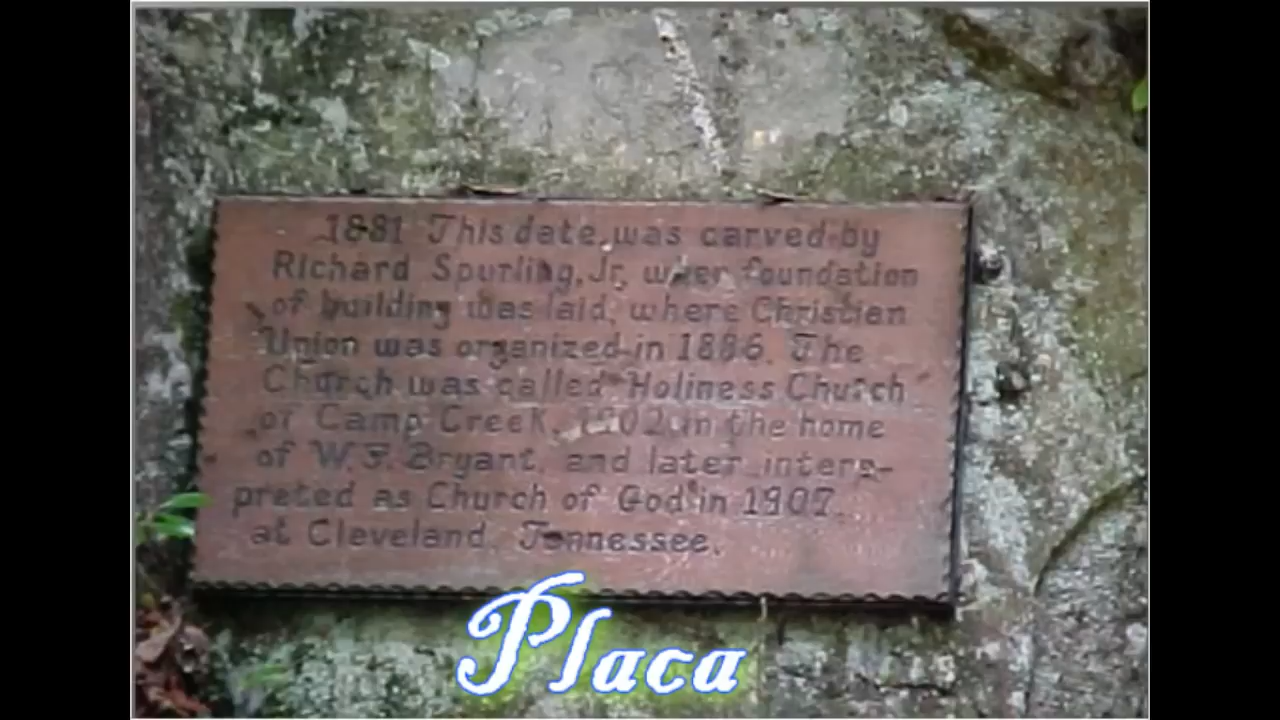 1881 This date was carved by
Richard Spurling, Jr, wher foundation
of building was laid, where Christian
Union was organized in 1886. The
Church was called "Holiness Church"
of Camp Creek, 1902 in the home
of W.F. Bryant, and later inter-
preted as Church of God in 1907.
at Cleveland, Tennessee.
Placa